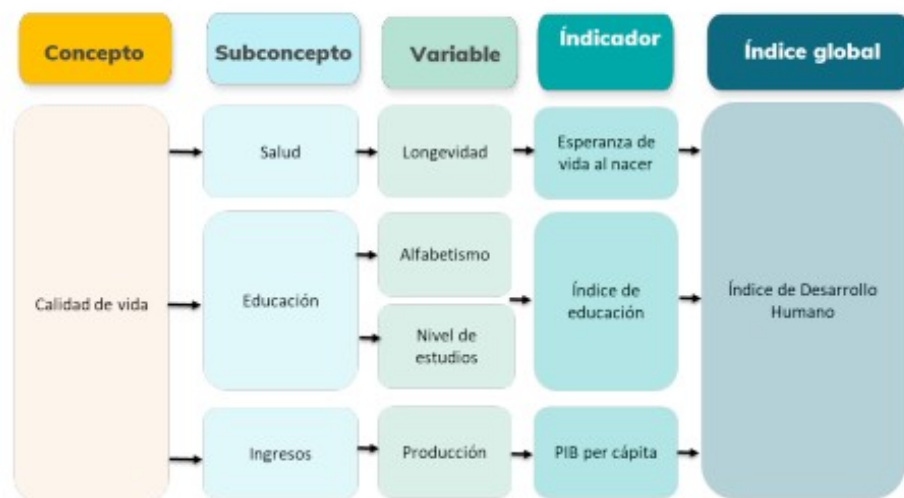 Concepto
Subconcepto
Variable
Índicador
Índice global
Calidad de vida
Salud
Longevidad
Esperanza de
vida al nacer
Educación
Alfabetismo
Nivel de
estudios
Índice de
educación
Índice de Desarrollo
Humano
Ingresos
Producción
PIB per cápita